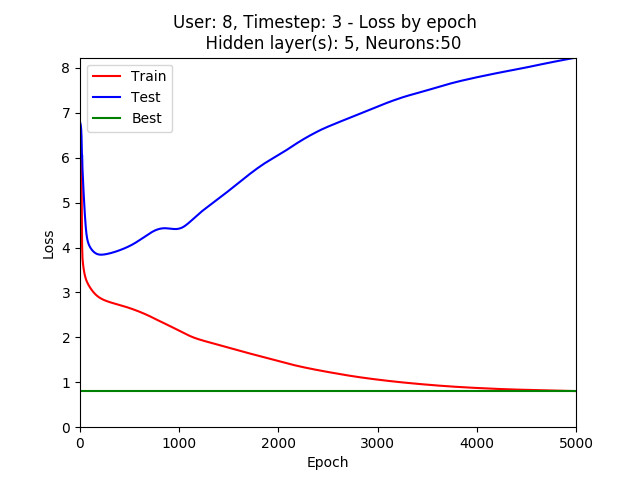 User: 8, Timestep: 3 - Loss by epoch
Hidden layer(s): 5, Neurons:50
Train
Test
Best
8
7
6
5
4
3
2
1
0
Loss
0 1000 2000 3000 4000 5000
Epoch